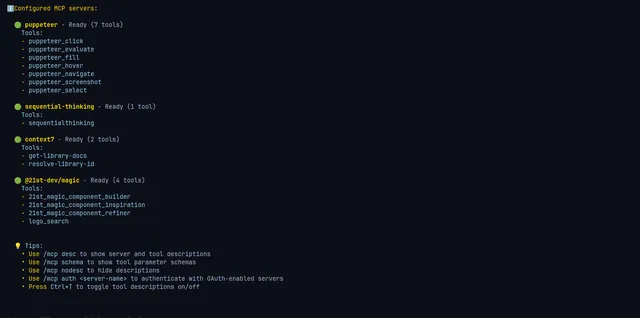 Configured MCP servers:
puppeteer - Ready (7 tools)
Tools:
- puppeteer_click
- puppeteer_evaluate
- puppeteer_fill
- puppeteer_hover
- puppeteer_navigate
- puppeteer_screenshot
- puppeteer_select
sequential-thinking - Ready (1 tool)
Tools:
- sequentialthinking
context7 - Ready (2 tools)
Tools:
- get-library-docs
- resolve-library-id
@21st-dev/magic - Ready (4 tools)
Tools:
- 21st_magic_component_builder
- 21st_magic_component_inspiration
- 21st_magic_component_refiner
- logo_search
💡 Tips:
• Use /mcp desc to show server and tool descriptions
• Use /mcp schema to show tool parameter schemas
• Use /mcp nodesc to hide descriptions
• Use /mcp auth <server-name> to authenticate with OAuth-enabled servers
• Press Ctrl+T to toggle tool descriptions on/off